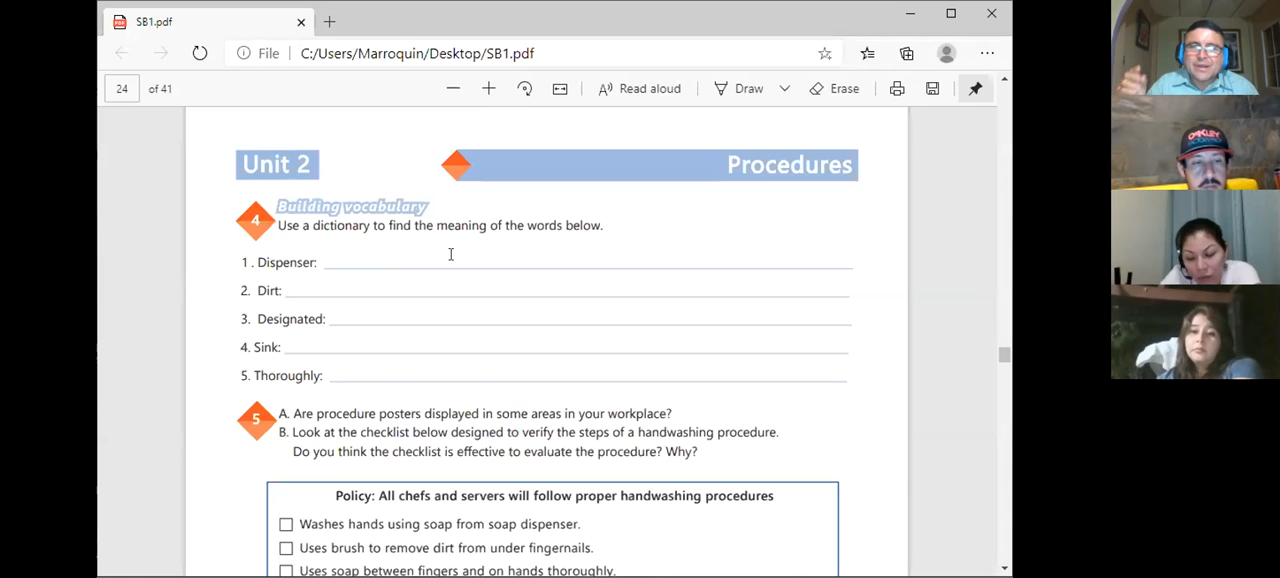 SB1.pdf
File C:/Users/Marroquin/Desktop/SB1.pdf
24 of 41 Read aloud Draw Erase
Unit 2 Procedures
4 Building vocabulary
Use a dictionary to find the meaning of the words below.
1 . Dispenser:
2. Dirt:
3. Designated:
4. Sink:
5. Thoroughly:
5 A. Are procedure posters displayed in some areas in your workplace?
B. Look at the checklist below designed to verify the steps of a handwashing procedure.
Do you think the checklist is effective to evaluate the procedure? Why?
Policy: All chefs and servers will follow proper handwashing procedures
Washes hands using soap from soap dispenser.
Uses brush to remove dirt from under fingernails.
Uses soap between fingers and on hands thoroughly.
OAKLEY